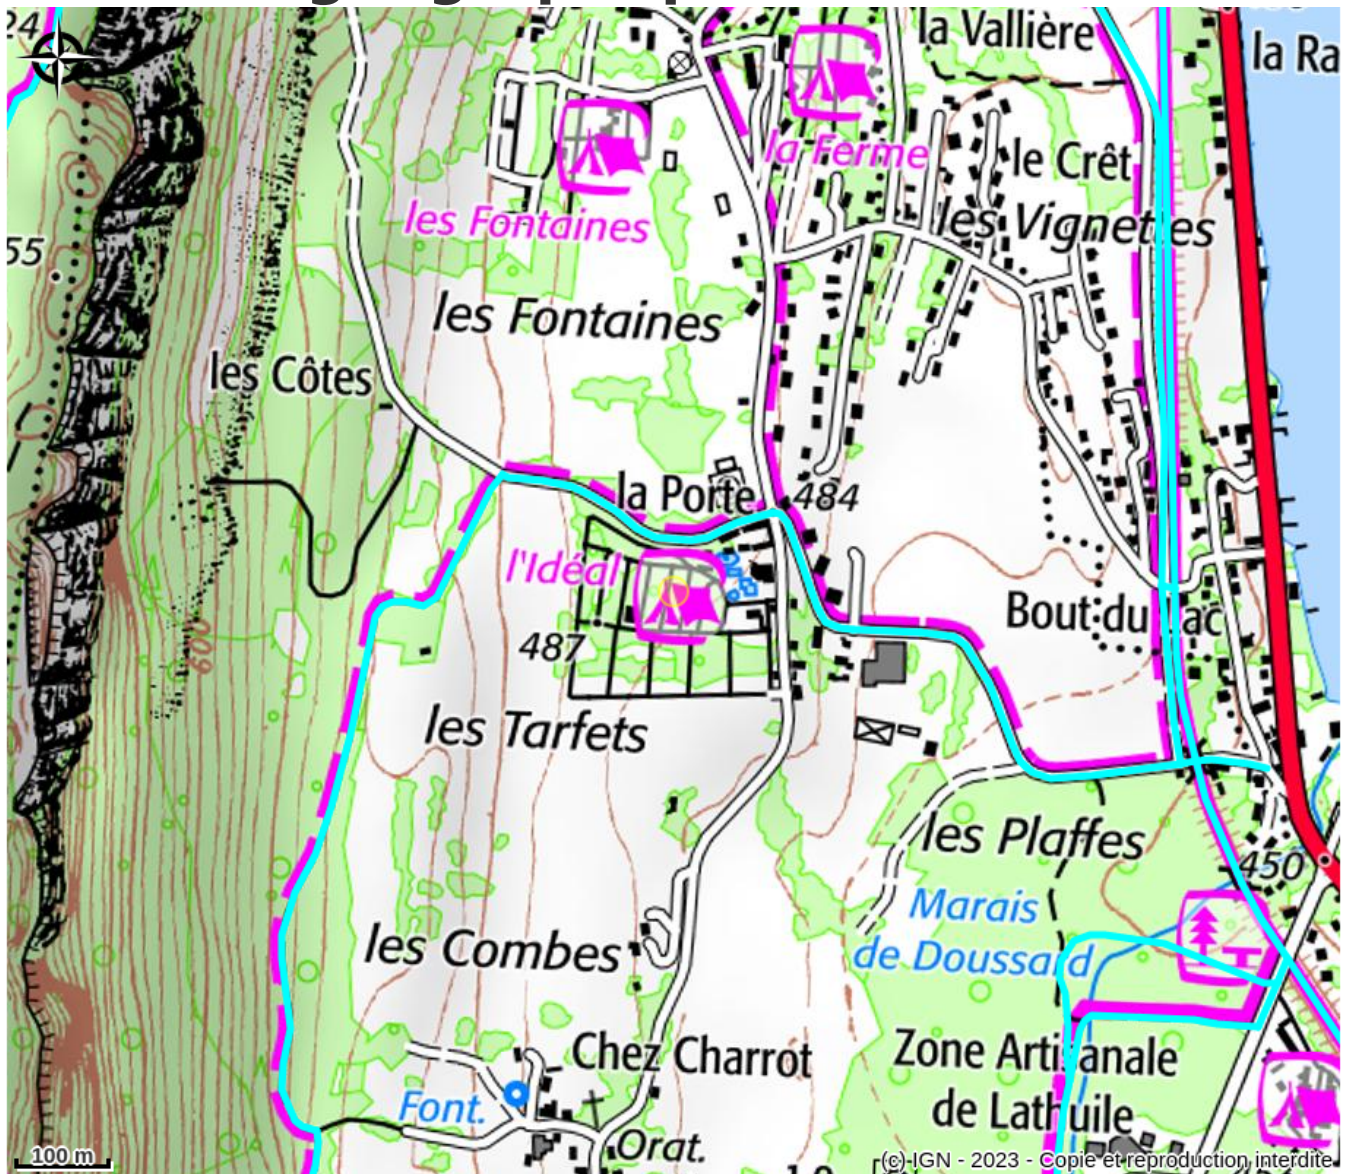 24
la Vallière
la Ra
la Ferme
le Crêt
les Fontaines
les Vignettes
55
les Fontaines
les Côtes
la Porte
484
l'Idéal
Bout du Lac
487
600
les Tarfets
les Plaffes
450
Marais
de Doussard
les Combes
Chez Charrot
Zone Artisanale
de Lathuile
Font.
Orat.
100 m
(c) IGN - 2023 - Copie et reproduction interdite